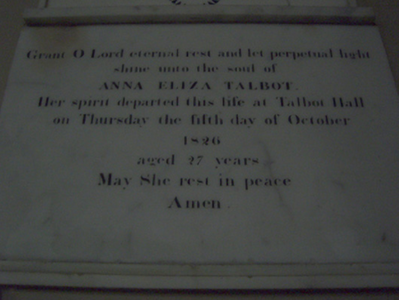 Grant O Lord eternal rest and let perpetual light
shine unto the soul of
ANNA ELIZA TALBOT.
Her spirit departed this life at Talbot Hall
on Thursday the fifth day of October
1826
aged 27 years
May She rest in peace
Amen.